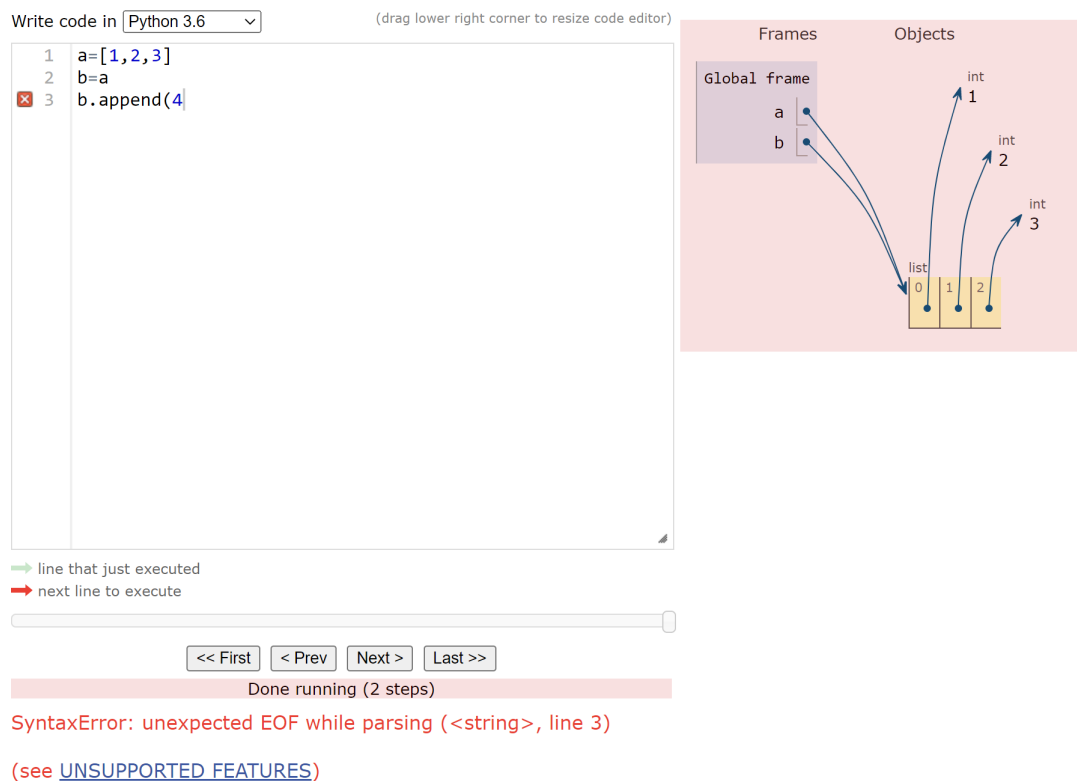 Write code in Python 3.6
(drag lower right corner to resize code editor)
1 a=[1,2,3]
2 b=a
3 b.append(4
line that just executed
next line to execute
<< First < Prev Next > Last >>
Done running (2 steps)
SyntaxError: unexpected EOF while parsing (<string>, line 3)
(see UNSUPPORTED FEATURES)
Frames Objects
Global frame
a
b
int
1
int
2
int
3
list
0 1 2